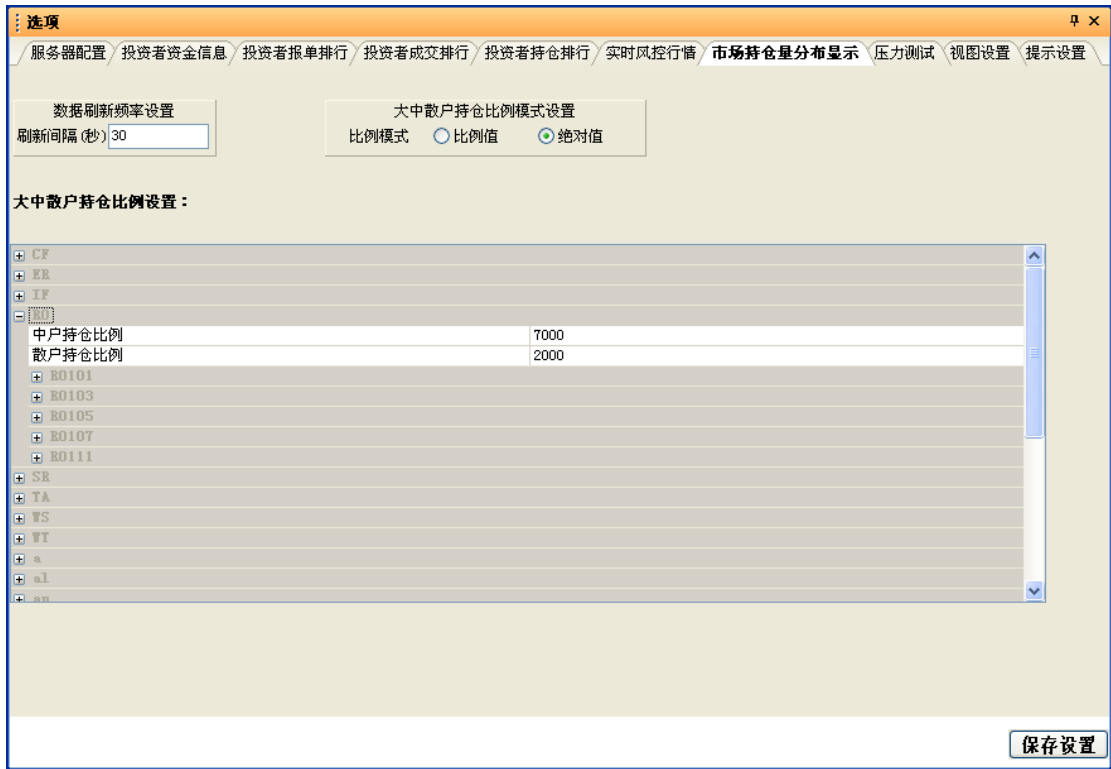 选项
服务器配置 投资者资金信息 投资者报单排行 投资者成交排行 投资者持仓排行 实时风控行情 市场持仓量分布显示 压力测试 视图设置 提示设置
数据刷新频率设置 大中散户持仓比例模式设置
刷新间隔(秒) 30 比例模式 比例值 绝对值
大中散户持仓比例设置：
CF
ER
IF
RO
中户持仓比例 7000
散户持仓比例 2000
RO101
RO103
RO105
RO107
RO111
SR
TA
WS
WT
a
al
au
保存设置